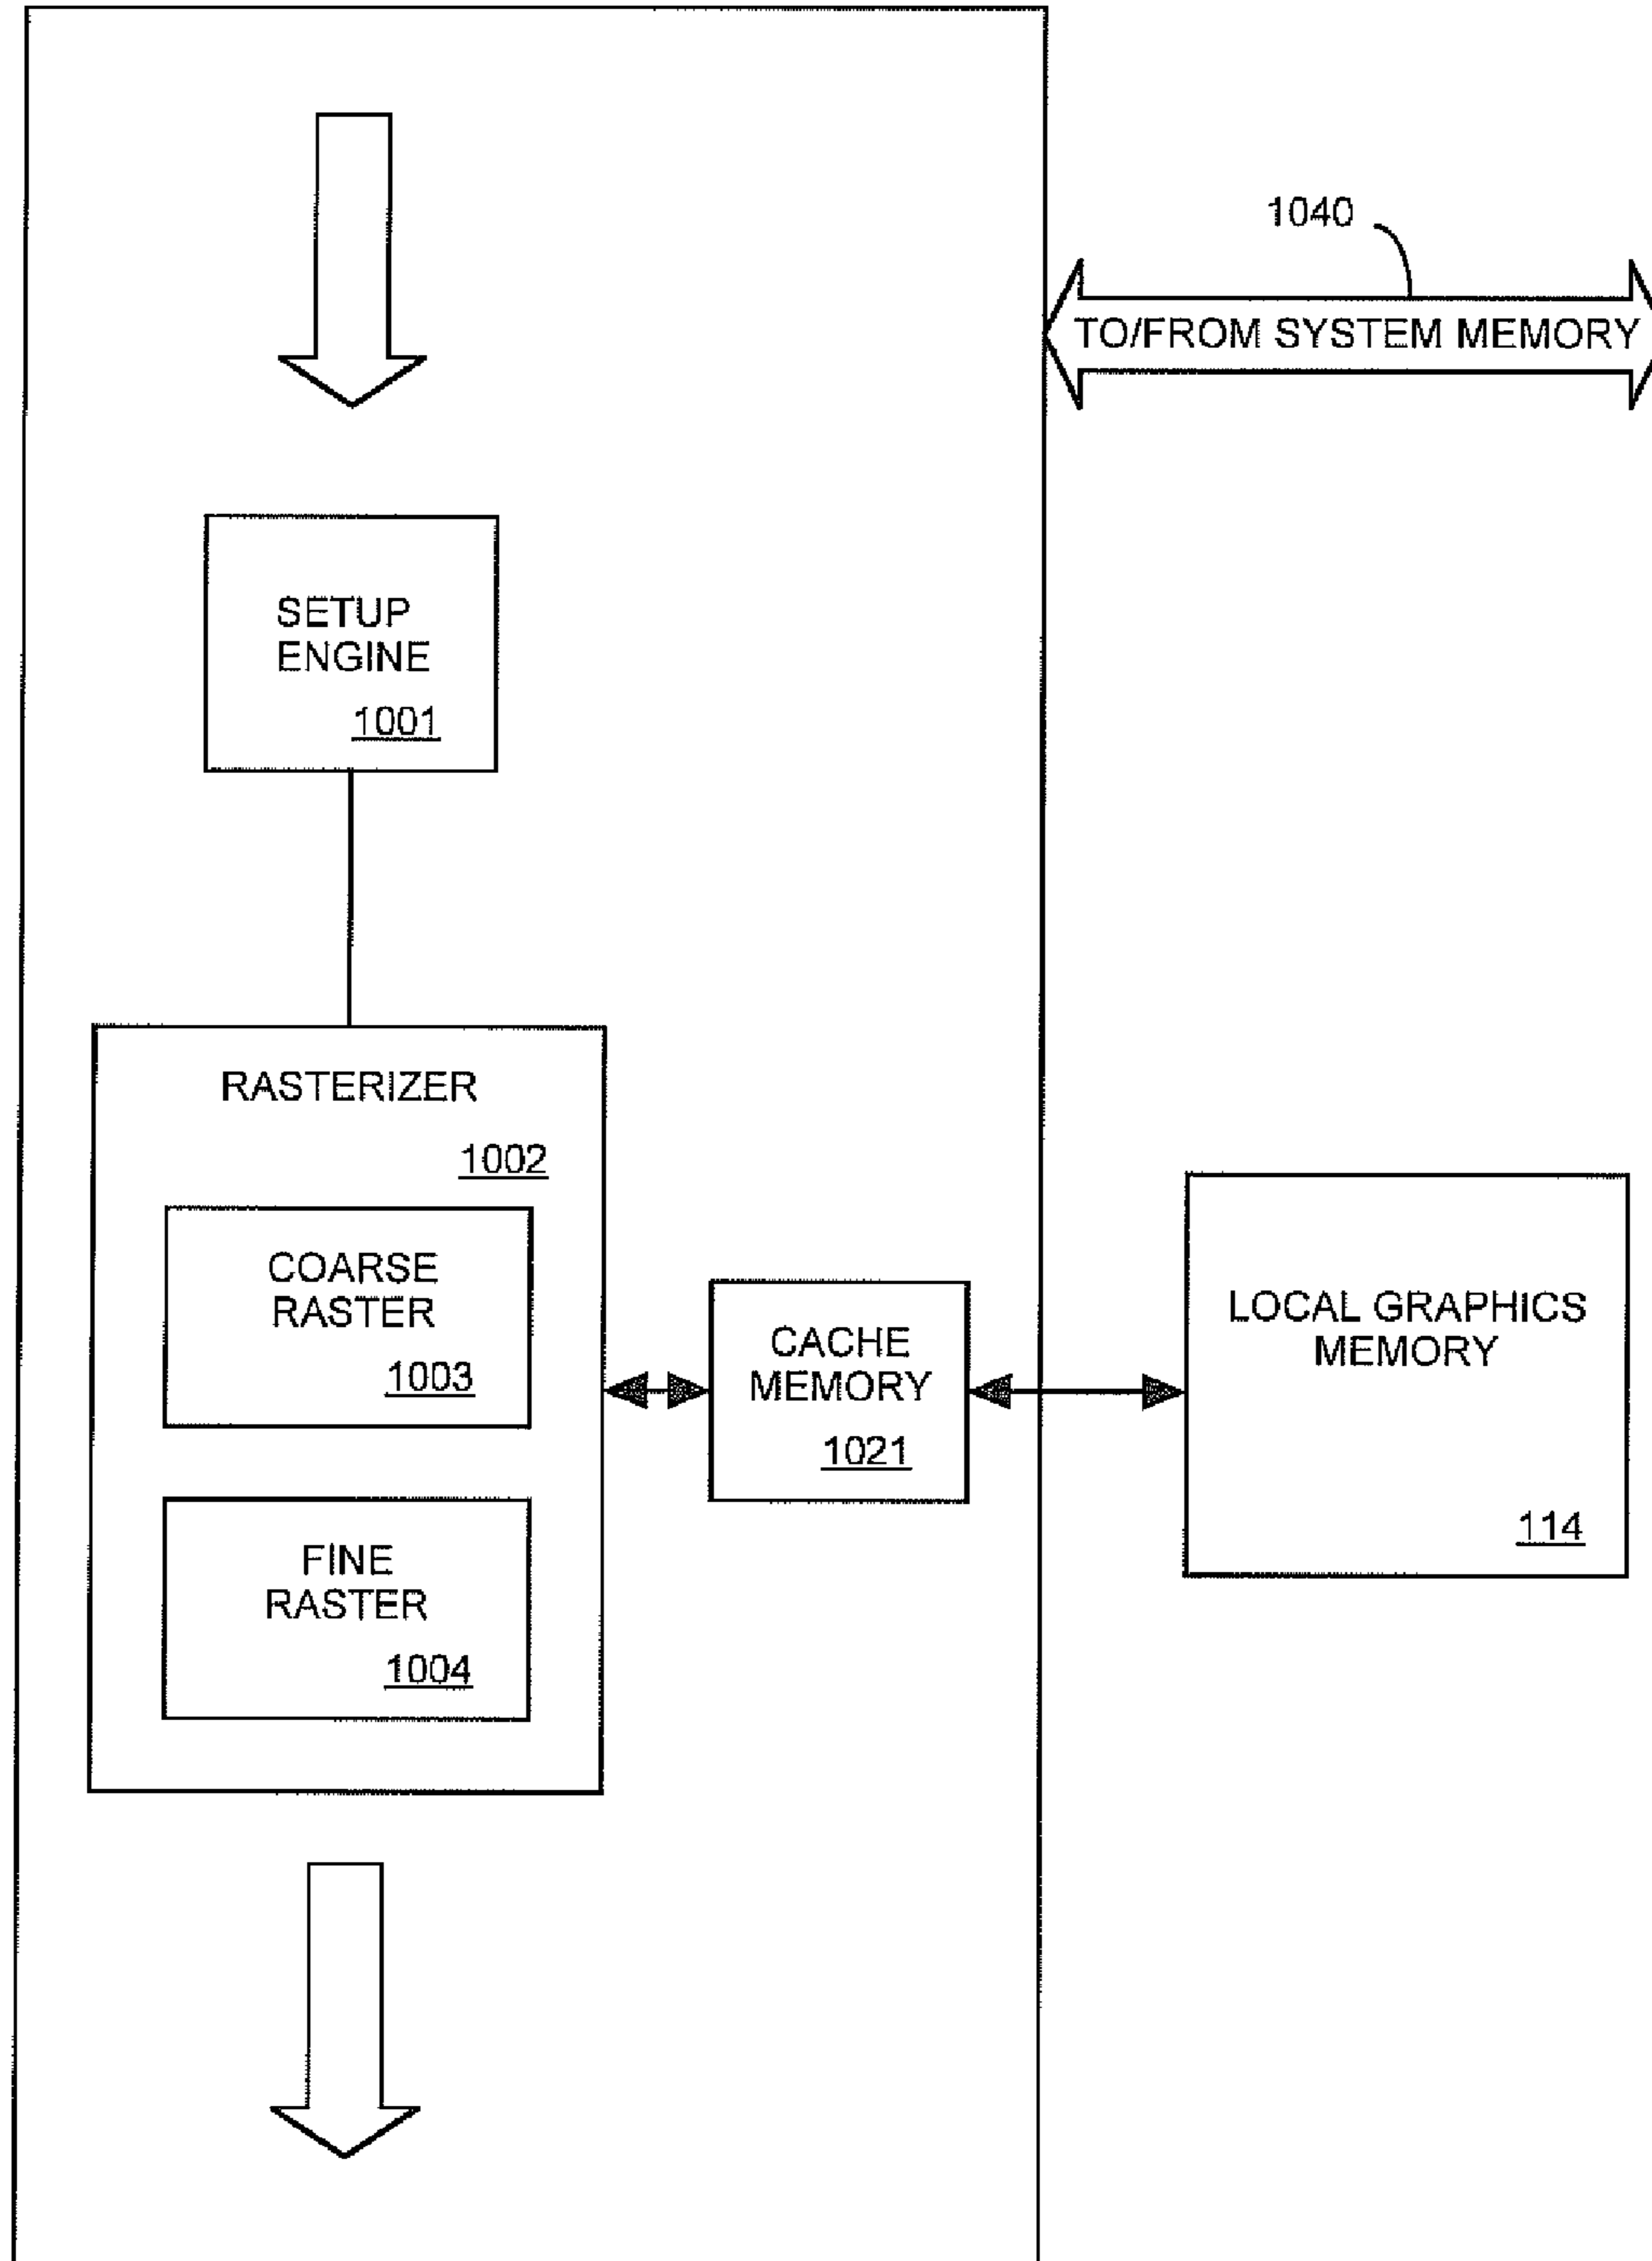 1040
TO/FROM SYSTEM MEMORY
SETUP
ENGINE
1001
RASTERIZER
1002
COARSE
RASTER
1003
FINE
RASTER
1004
CACHE
MEMORY
1021
LOCAL GRAPHICS
MEMORY
114